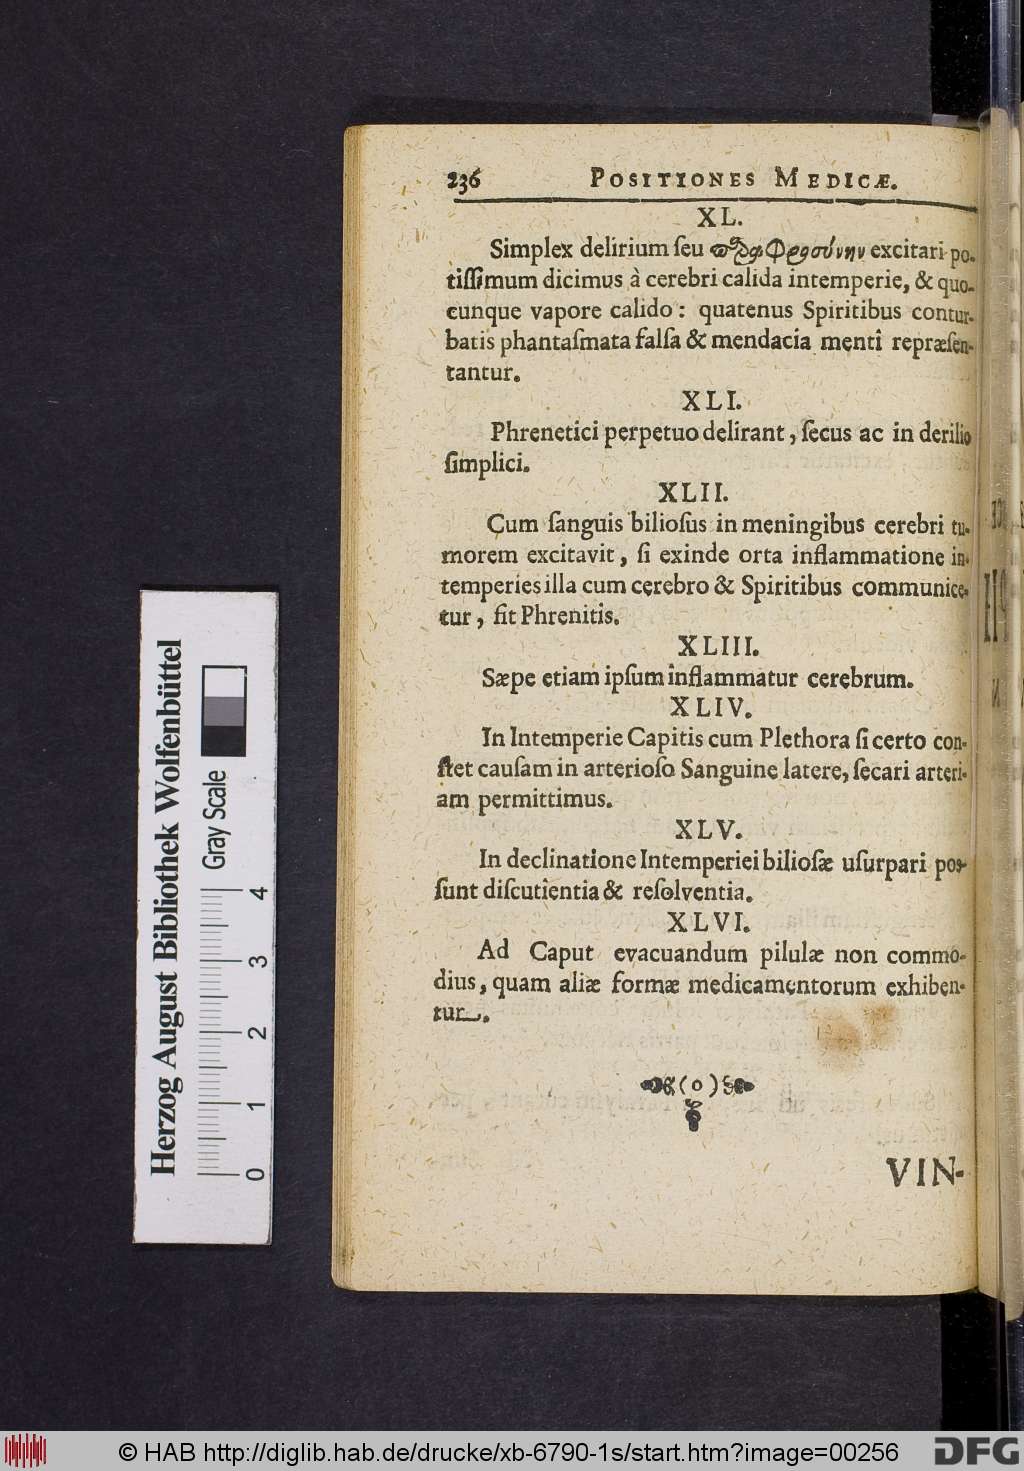 236 POSITIONES MEDICÆ.
XL.
Simplex delirium ſeu παραφροσύνην excitari po-
tiſſimum dicimus à cerebri calida intemperie, & quo-
cunque vapore calido: quatenus Spiritibus contur-
batis phantaſmata falſa & mendacia menti repræſen-
tantur.
XLI.
Phrenetici perpetuo delirant, ſecus ac in derilio
ſimplici.
XLII.
Cum ſanguis bilioſus in meningibus cerebri tu-
morem excitavit, ſi exinde orta inflammatione in-
temperies illa cum cerebro & Spiritibus communice-
tur, fit Phrenitis.
XLIII.
Sæpe etiam ipſum inflammatur cerebrum.
XLIV.
In Intemperie Capitis cum Plethora ſi certo con-
ſtet cauſam in arterioſo Sanguine latere, ſecari arteri-
am permittimus.
XLV.
In declinatione Intemperiei bilioſæ uſurpari poſ-
ſunt diſcutientia & reſolventia.
XLVI.
Ad Caput evacuandum pilulæ non commo-
dius, quam aliæ formæ medicamentorum exhiben-
tur.
(o)
VIN-
Herzog August Bibliothek Wolfenbüttel
Gray Scale
0 1 2 3 4
© HAB http://diglib.hab.de/drucke/xb-6790-1s/start.htm?image=00256
DFG